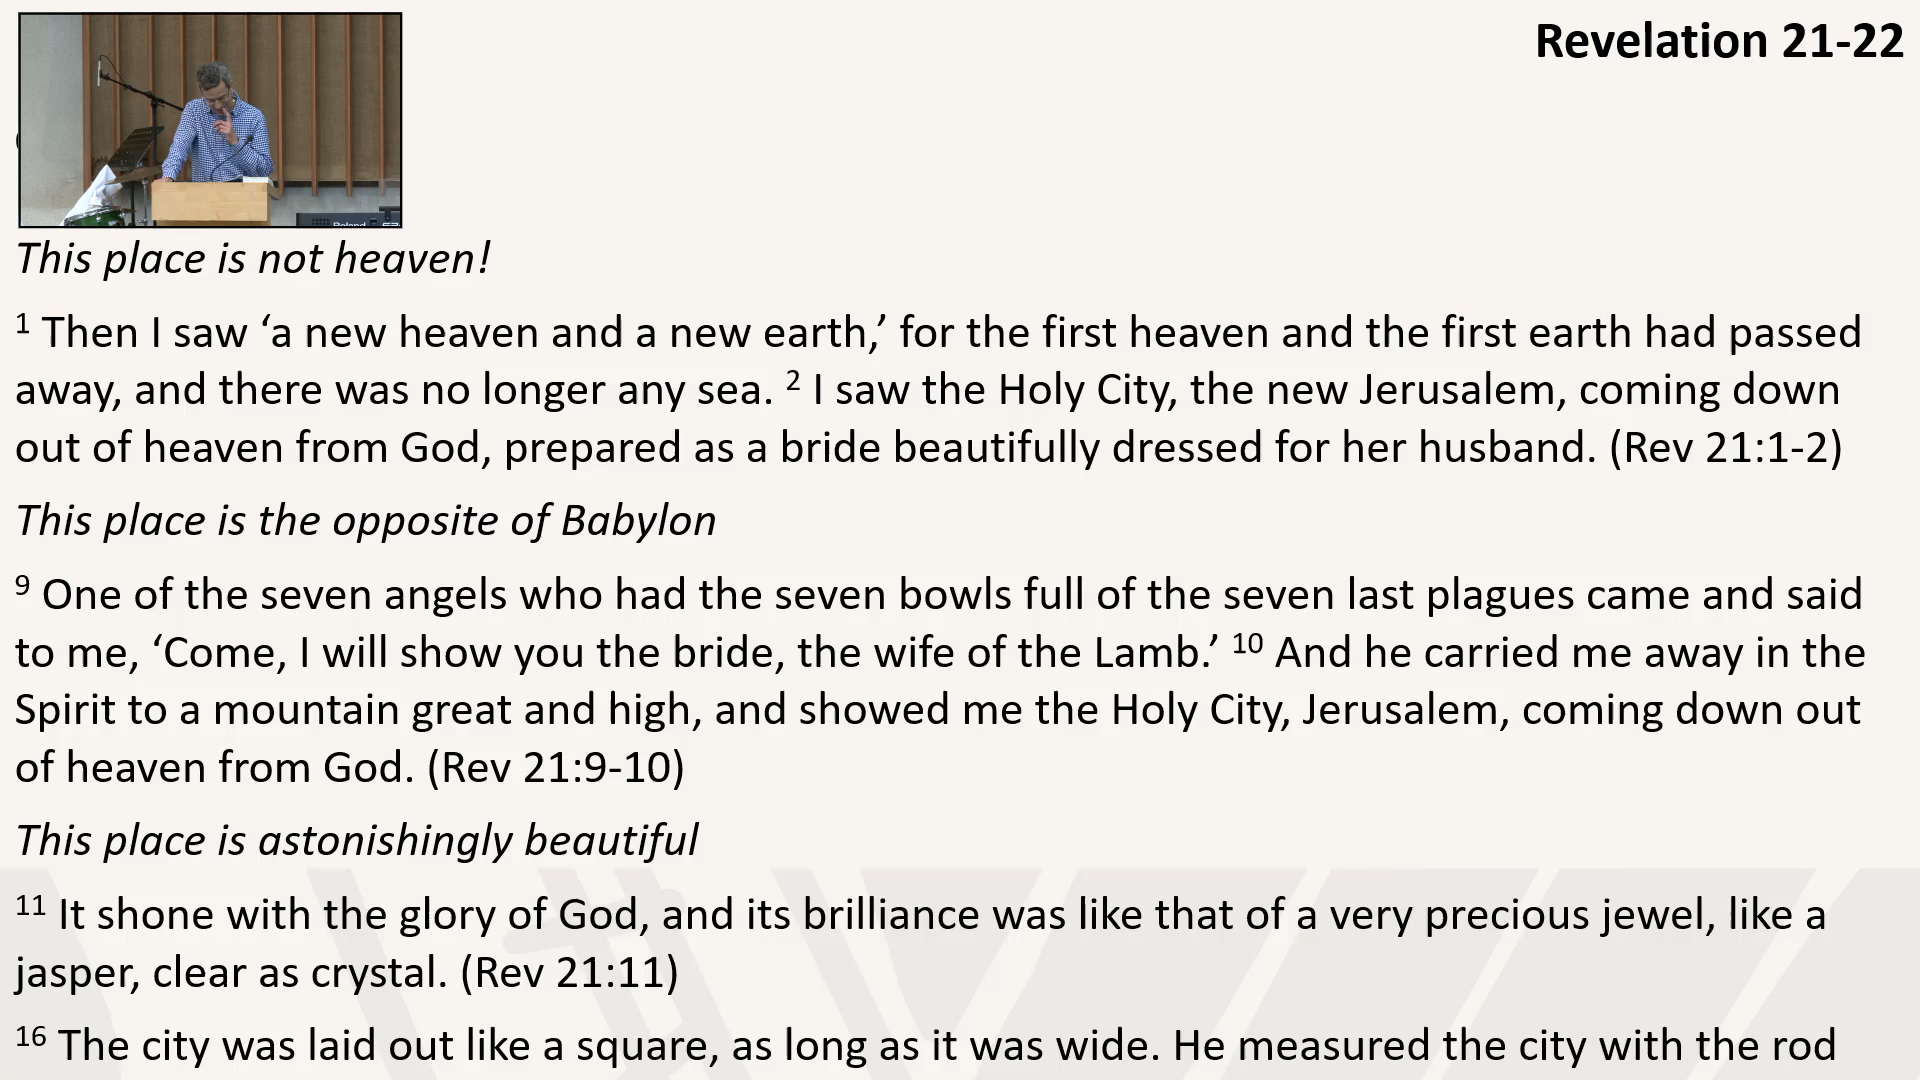 Revelation 21-22
Roland
This place is not heaven!
1 Then I saw ‘a new heaven and a new earth,’ for the first heaven and the first earth had passed
away, and there was no longer any sea. 2 I saw the Holy City, the new Jerusalem, coming down
out of heaven from God, prepared as a bride beautifully dressed for her husband. (Rev 21:1-2)
This place is the opposite of Babylon
9 One of the seven angels who had the seven bowls full of the seven last plagues came and said
to me, ‘Come, I will show you the bride, the wife of the Lamb.’ 10 And he carried me away in the
Spirit to a mountain great and high, and showed me the Holy City, Jerusalem, coming down out
of heaven from God. (Rev 21:9-10)
This place is astonishingly beautiful
11 It shone with the glory of God, and its brilliance was like that of a very precious jewel, like a
jasper, clear as crystal. (Rev 21:11)
16 The city was laid out like a square, as long as it was wide. He measured the city with the rod